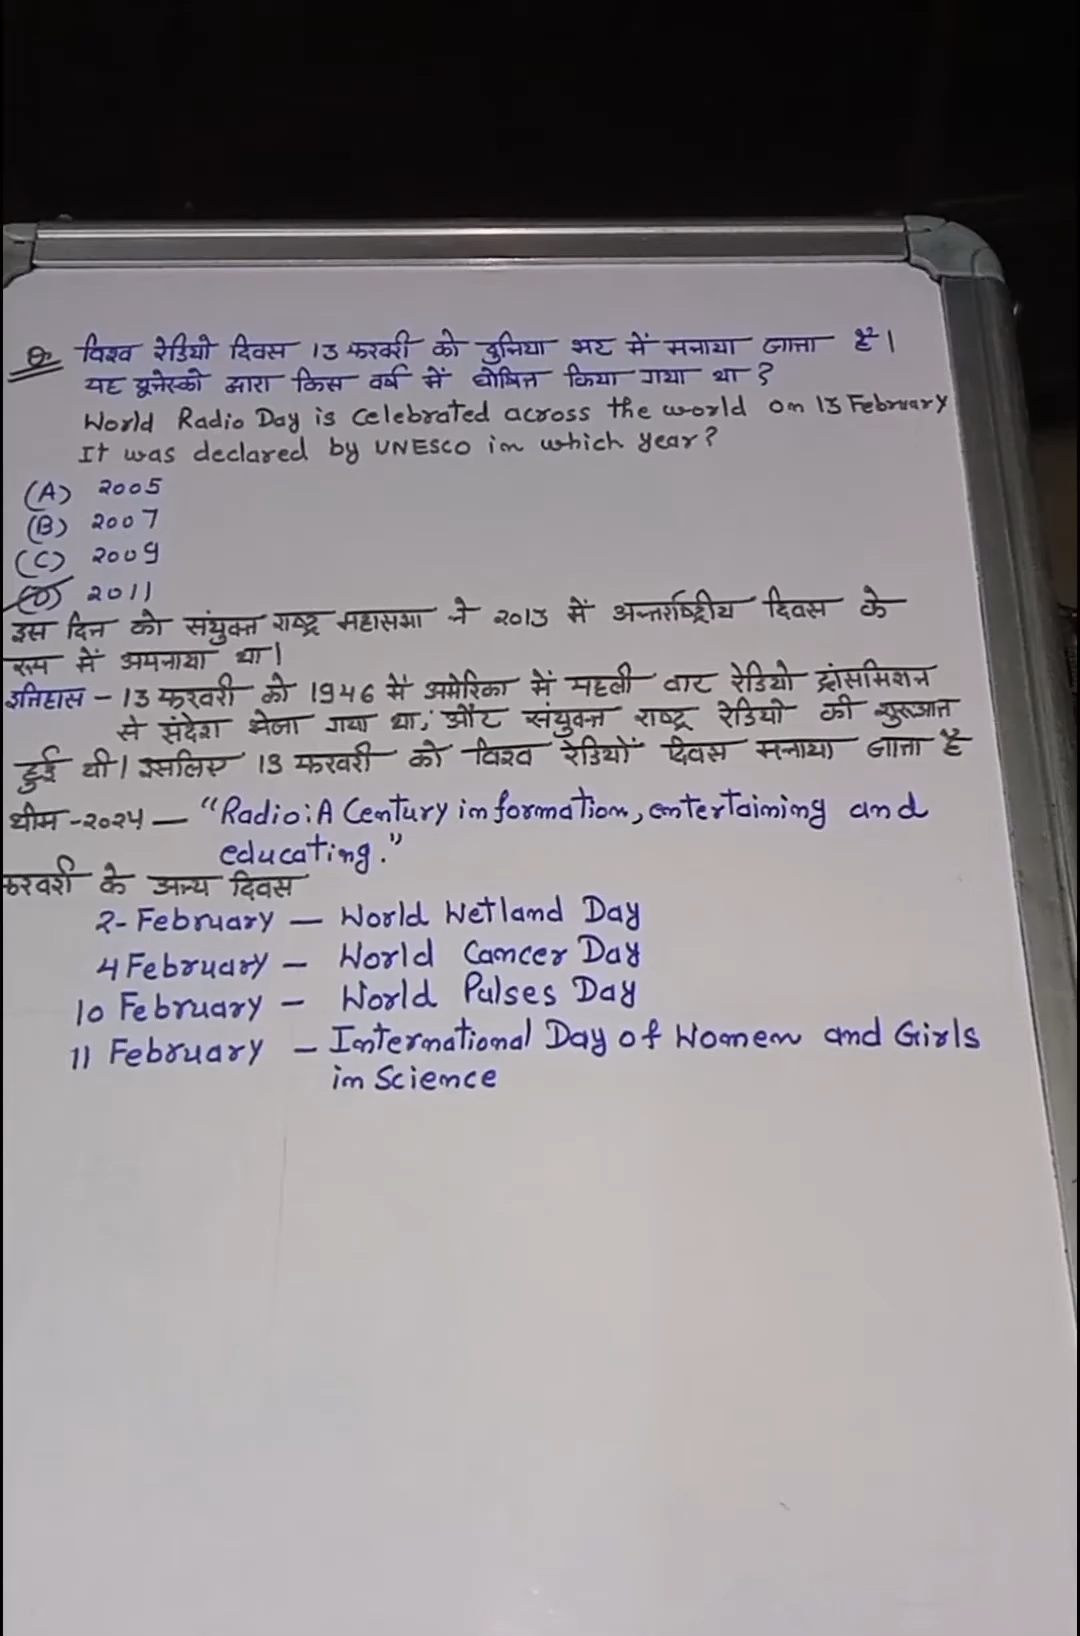 Q विश्व रेडियो दिवस 13 फरवरी को दुनिया भर में मनाया जाता है।
यह यूनेस्को द्वारा किस वर्ष में घोषित किया गया था?
World Radio Day is celebrated across the world on 13 February
It was declared by UNESCO in which year?
(A) 2005
(B) 2007
(C) 2009
(D) 2011
इस दिन को संयुक्त राष्ट्र महासभा ने 2013 में अन्तर्राष्ट्रीय दिवस के
रूप में अपनाया था।
इतिहास - 13 फरवरी को 1946 मै अमेरिका में पहली बार रेडियो ट्रांसमिशन
से संदेश भेजा गया था, और संयुक्त राष्ट्र रेडियो की शुरूआत
हुई थी। इसलिए 13 फरवरी को विश्व रेडियों दिवस मनाया जाता है
थीम -2024 — "Radio: A Century information, entertaining and
educating."
फरवरी के अन्य दिवस
2- February — World Wetland Day
4 February — World Cancer Day
10 February — World Pulses Day
11 February — International Day of Women and Girls
in Science